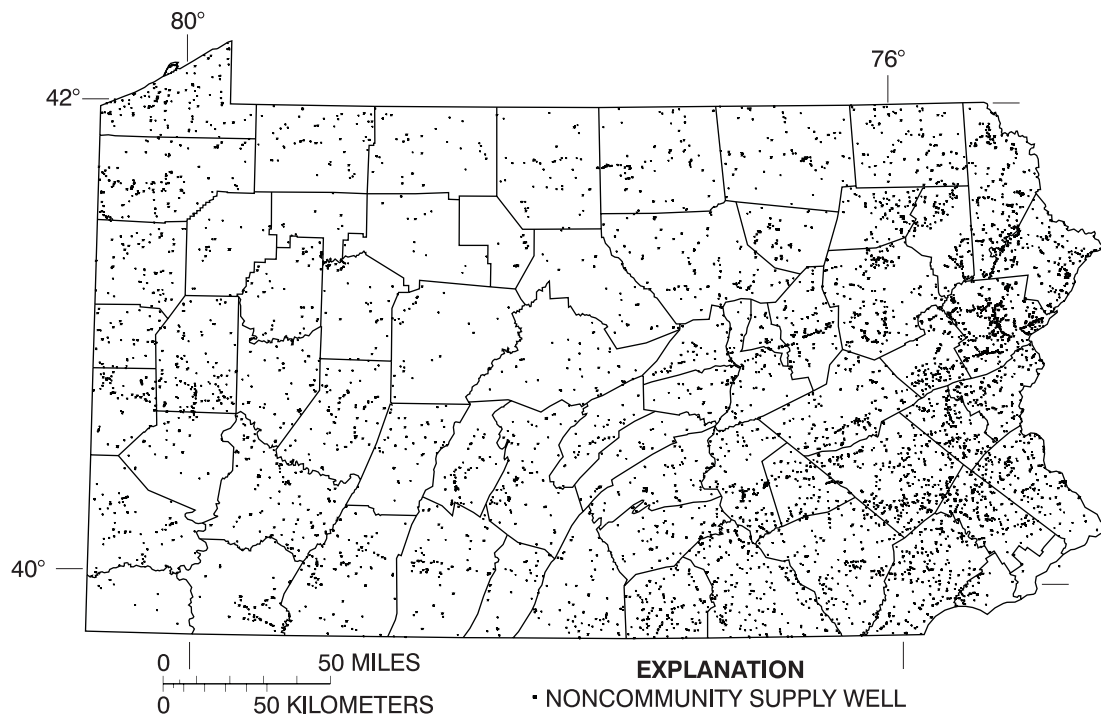 80°
76°
42°
40°
0 50 MILES
0 50 KILOMETERS
EXPLANATION
NONCOMMUNITY SUPPLY WELL